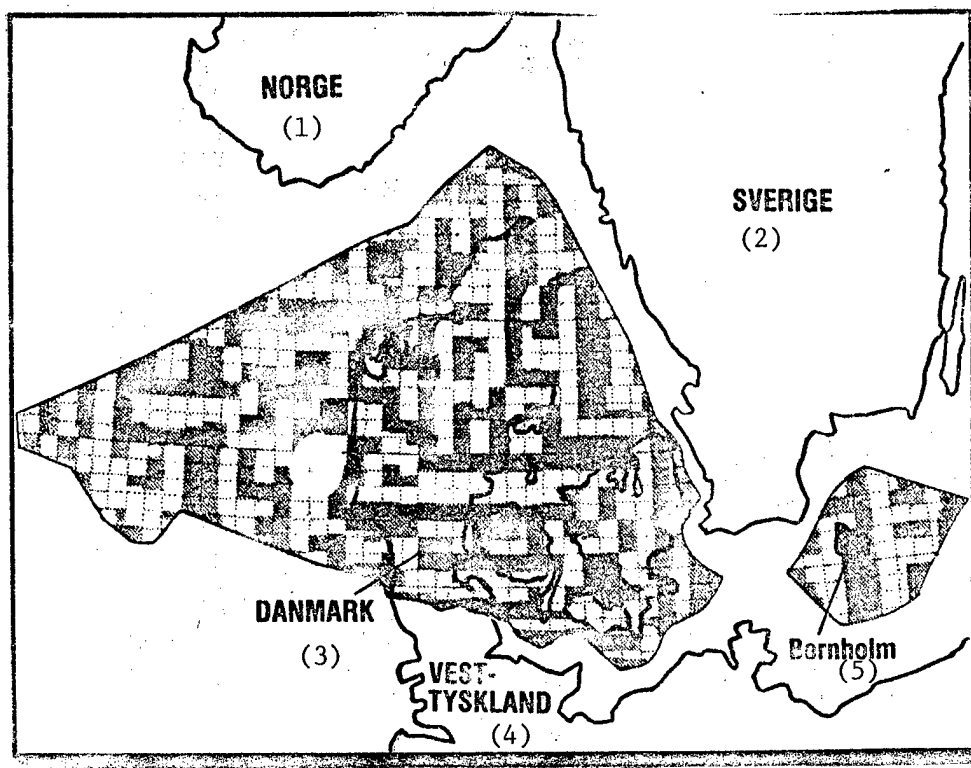 NORGE
(1)
SVERIGE
(2)
DANMARK
(3)
VEST-
TYSKLAND
(4)
Bornholm
(5)